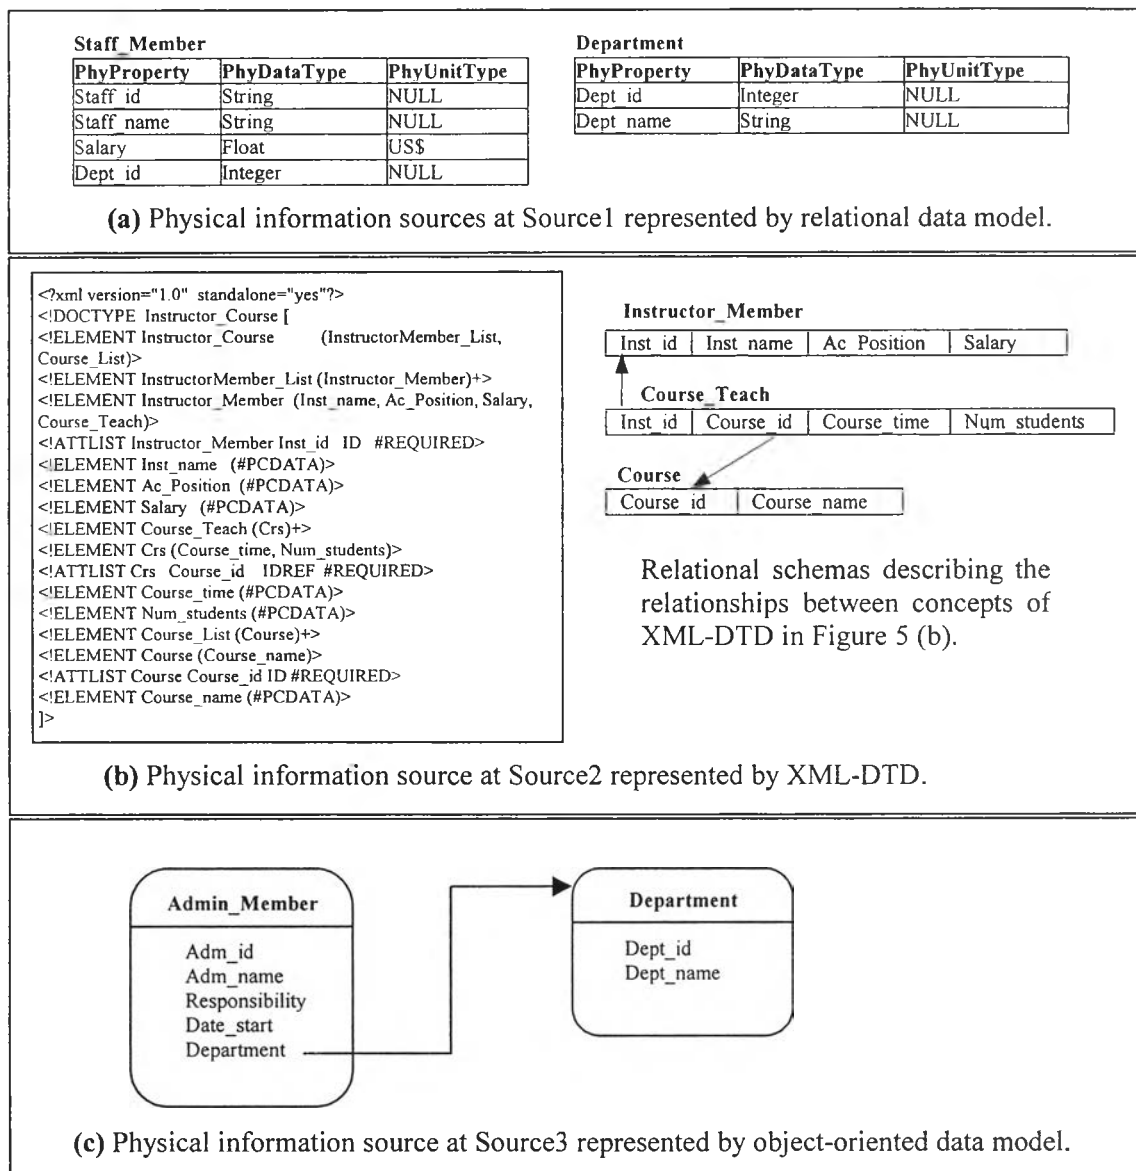 Staff_Member
PhyProperty PhyDataType PhyUnitType
Staff_id String NULL
Staff_name String NULL
Salary Float US$
Dept_id Integer NULL
Department
PhyProperty PhyDataType PhyUnitType
Dept_id Integer NULL
Dept_name String NULL
(a) Physical information sources at Source1 represented by relational data model.
<?xml version="1.0" standalone="yes"?>
<!DOCTYPE Instructor_Course [
<!ELEMENT Instructor_Course (InstructorMember_List,
Course_List)>
<!ELEMENT InstructorMember_List (Instructor_Member)+>
<!ELEMENT Instructor_Member (Inst_name, Ac_Position, Salary,
Course_Teach)>
<!ATTLIST Instructor_Member Inst_id ID #REQUIRED>
<!ELEMENT Inst_name (#PCDATA)>
<!ELEMENT Ac_Position (#PCDATA)>
<!ELEMENT Salary (#PCDATA)>
<!ELEMENT Course_Teach (Crs)+>
<!ELEMENT Crs (Course_time, Num_students)>
<!ATTLIST Crs Course_id IDREF #REQUIRED>
<!ELEMENT Course_time (#PCDATA)>
<!ELEMENT Num_students (#PCDATA)>
<!ELEMENT Course_List (Course)+>
<!ELEMENT Course (Course_name)>
<!ATTLIST Course Course_id ID #REQUIRED>
<!ELEMENT Course_name (#PCDATA)>
]>
Instructor_Member
Inst_id Inst_name Ac_Position Salary
Course_Teach
Inst_id Course_id Course_time Num_students
Course
Course_id Course_name
Relational schemas describing the
relationships between concepts of
XML-DTD in Figure 5 (b).
(b) Physical information source at Source2 represented by XML-DTD.
Admin_Member
Adm_id
Adm_name
Responsibility
Date_start
Department
Department
Dept_id
Dept_name
(c) Physical information source at Source3 represented by object-oriented data model.